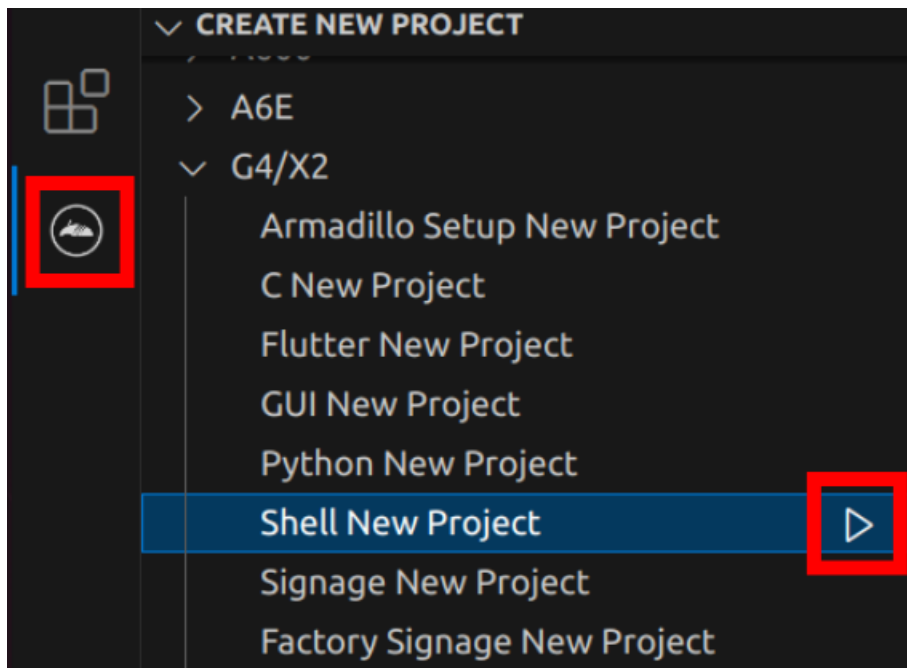 CREATE NEW PROJECT
A6E
G4/X2
Armadillo Setup New Project
C New Project
Flutter New Project
GUI New Project
Python New Project
Shell New Project
Signage New Project
Factory Signage New Project